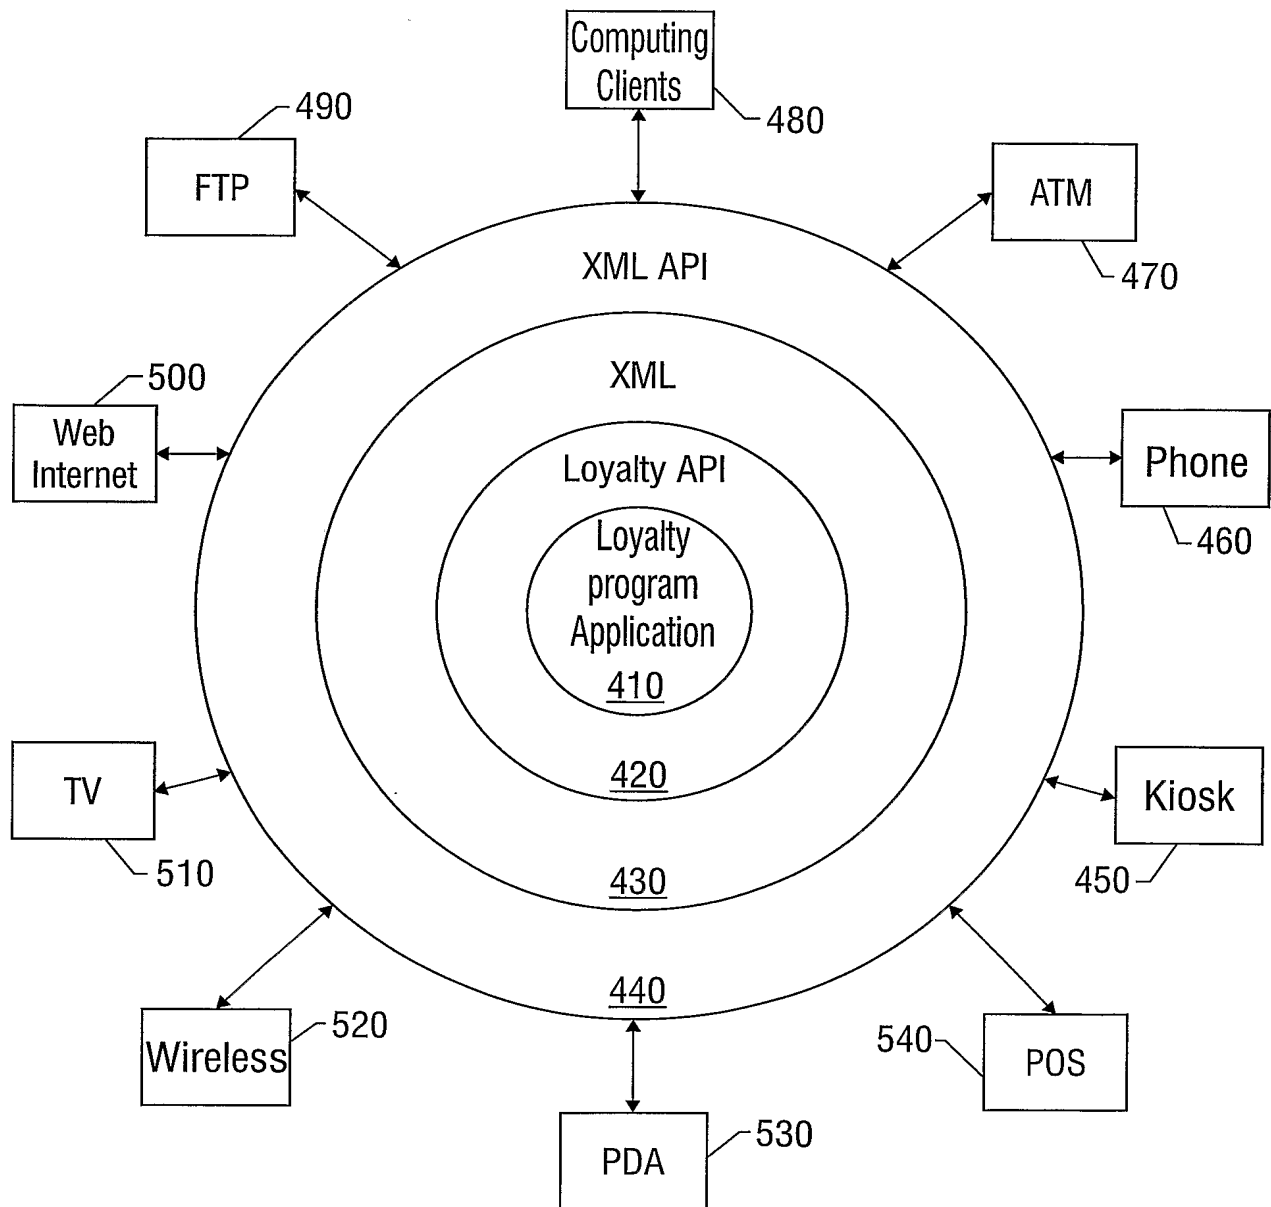 Computing
Clients
480
490
FTP
ATM
470
XML API
500
XML
Web
Internet
Loyalty API
Phone
460
Loyalty
program
Application
410
420
TV
510
Kiosk
450
430
440
Wireless
520
540
POS
PDA
530